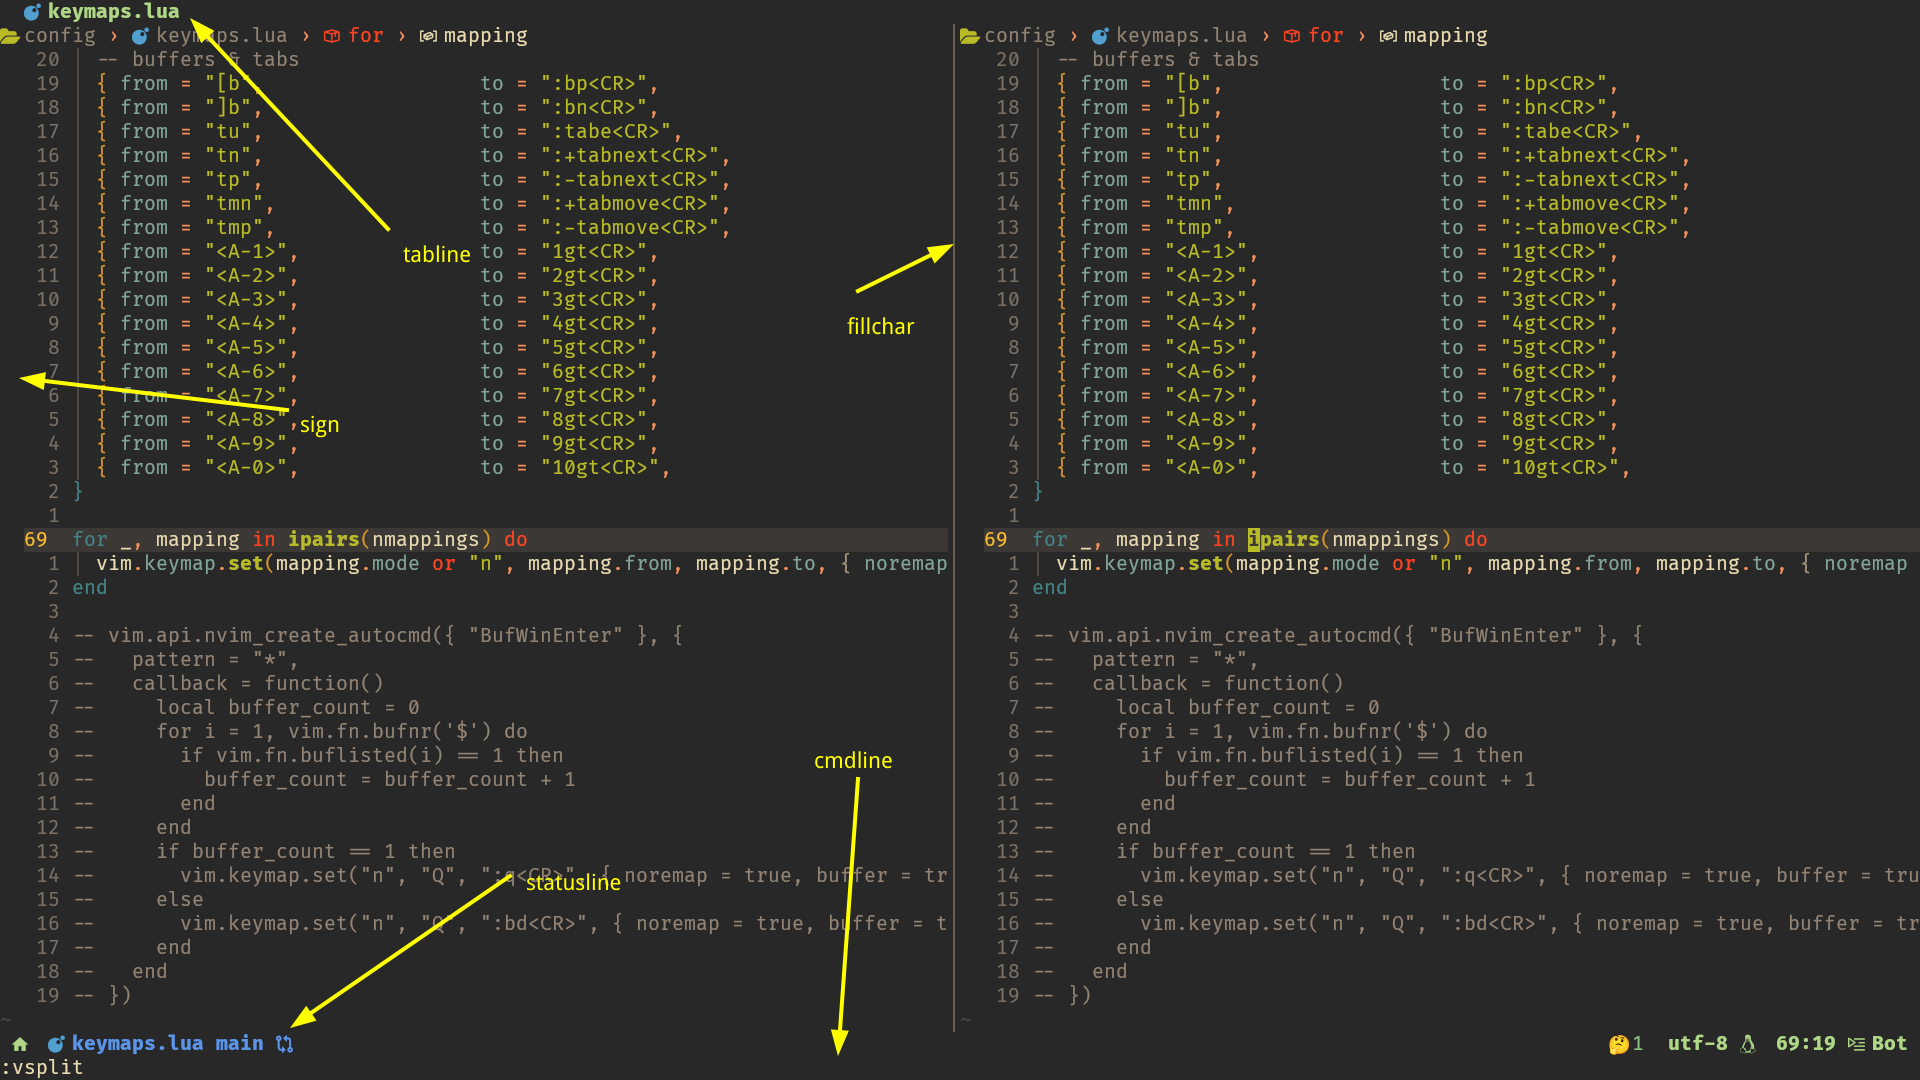 keymaps.lua
config › keymaps.lua › for › mapping
20 -- buffers & tabs
19 { from = "[b", to = ":bp<CR>",
18 { from = "]b", to = ":bn<CR>",
17 { from = "tu", to = ":tabe<CR>",
16 { from = "tn", to = ":+tabnext<CR>",
15 { from = "tp", to = ":-tabnext<CR>",
14 { from = "tmn", to = ":+tabmove<CR>",
13 { from = "tmp", to = ":-tabmove<CR>",
12 { from = "<A-1>", to = "1gt<CR>",
11 { from = "<A-2>", to = "2gt<CR>",
10 { from = "<A-3>", to = "3gt<CR>",
9 { from = "<A-4>", to = "4gt<CR>",
8 { from = "<A-5>", to = "5gt<CR>",
7 { from = "<A-6>", to = "6gt<CR>",
6 { from = "<A-7>", to = "7gt<CR>",
5 { from = "<A-8>", to = "8gt<CR>",
4 { from = "<A-9>", to = "9gt<CR>",
3 { from = "<A-0>", to = "10gt<CR>",
2 }
1
69 for _, mapping in ipairs(nmappings) do
1 vim.keymap.set(mapping.mode or "n", mapping.from, mapping.to, { noremap
2 end
3
4 -- vim.api.nvim_create_autocmd({ "BufWinEnter" }, {
5 -- pattern = "*",
6 -- callback = function()
7 -- local buffer_count = 0
8 -- for i = 1, vim.fn.bufnr('$') do
9 -- if vim.fn.buflisted(i) == 1 then
10 -- buffer_count = buffer_count + 1
11 -- end
12 -- end
13 -- if buffer_count == 1 then
14 -- vim.keymap.set("n", "Q", ":q<CR>", { noremap = true, buffer = tr
15 -- else
16 -- vim.keymap.set("n", "Q", ":bd<CR>", { noremap = true, buffer = t
17 -- end
18 -- end
19 -- })
~
tabline
sign
fillchar
cmdline
statusline
config › keymaps.lua › for › mapping
20 -- buffers & tabs
19 { from = "[b", to = ":bp<CR>",
18 { from = "]b", to = ":bn<CR>",
17 { from = "tu", to = ":tabe<CR>",
16 { from = "tn", to = ":+tabnext<CR>",
15 { from = "tp", to = ":-tabnext<CR>",
14 { from = "tmn", to = ":+tabmove<CR>",
13 { from = "tmp", to = ":-tabmove<CR>",
12 { from = "<A-1>", to = "1gt<CR>",
11 { from = "<A-2>", to = "2gt<CR>",
10 { from = "<A-3>", to = "3gt<CR>",
9 { from = "<A-4>", to = "4gt<CR>",
8 { from = "<A-5>", to = "5gt<CR>",
7 { from = "<A-6>", to = "6gt<CR>",
6 { from = "<A-7>", to = "7gt<CR>",
5 { from = "<A-8>", to = "8gt<CR>",
4 { from = "<A-9>", to = "9gt<CR>",
3 { from = "<A-0>", to = "10gt<CR>",
2 }
1
69 for _, mapping in ipairs(nmappings) do
1 vim.keymap.set(mapping.mode or "n", mapping.from, mapping.to, { noremap
2 end
3
4 -- vim.api.nvim_create_autocmd({ "BufWinEnter" }, {
5 -- pattern = "*",
6 -- callback = function()
7 -- local buffer_count = 0
8 -- for i = 1, vim.fn.bufnr('$') do
9 -- if vim.fn.buflisted(i) == 1 then
10 -- buffer_count = buffer_count + 1
11 -- end
12 -- end
13 -- if buffer_count == 1 then
14 -- vim.keymap.set("n", "Q", ":q<CR>", { noremap = true, buffer = tru
15 -- else
16 -- vim.keymap.set("n", "Q", ":bd<CR>", { noremap = true, buffer = tr
17 -- end
18 -- end
19 -- })
~
keymaps.lua main 🤔1 utf-8 69:19 Bot
:vsplit